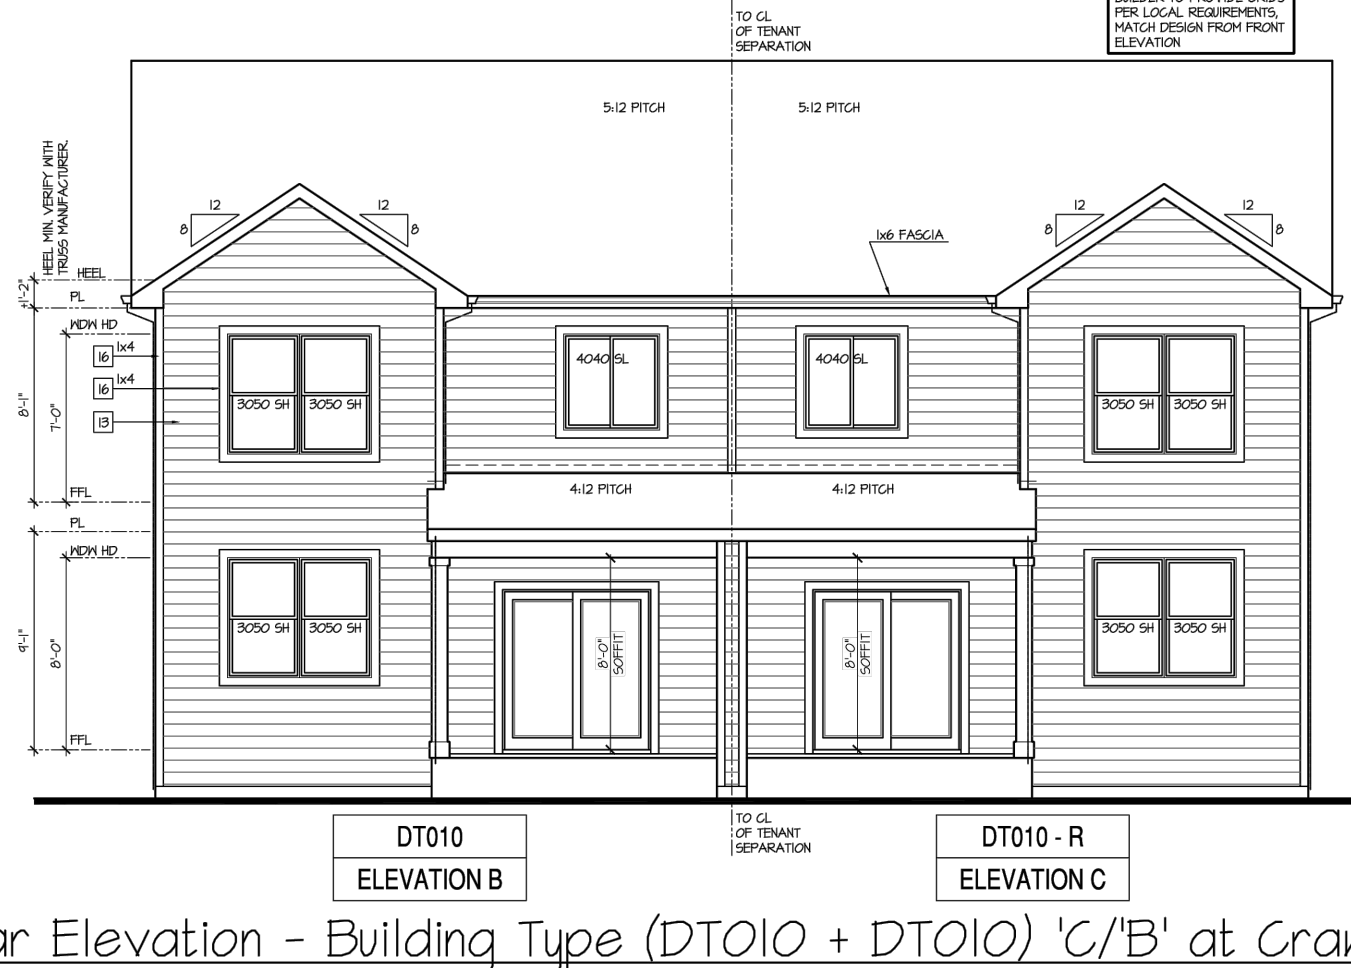 TO CL
OF TENANT
SEPARATION
PER LOCAL REQUIREMENTS,
MATCH DESIGN FROM FRONT
ELEVATION
5:12 PITCH
5:12 PITCH
HEEL MIN. VERIFY WITH
TRUSS MANUFACTURER.
12
8
12
8
12
8
12
8
1x6 FASCIA
HEEL
±1'-2"
PL
WDW HD
16
1x4
16
1x4
13
8'-1"
7'-0"
3050 SH
3050 SH
4040 SL
4040 SL
3050 SH
3050 SH
FFL
4:12 PITCH
4:12 PITCH
PL
WDW HD
9'-1"
8'-0"
3050 SH
3050 SH
8'-0"
SOFFIT
8'-0"
SOFFIT
3050 SH
3050 SH
FFL
TO CL
OF TENANT
SEPARATION
DT010
ELEVATION B
DT010 - R
ELEVATION C
ar Elevation - Building Type (DT010 + DT010) 'C/'B' at Cra